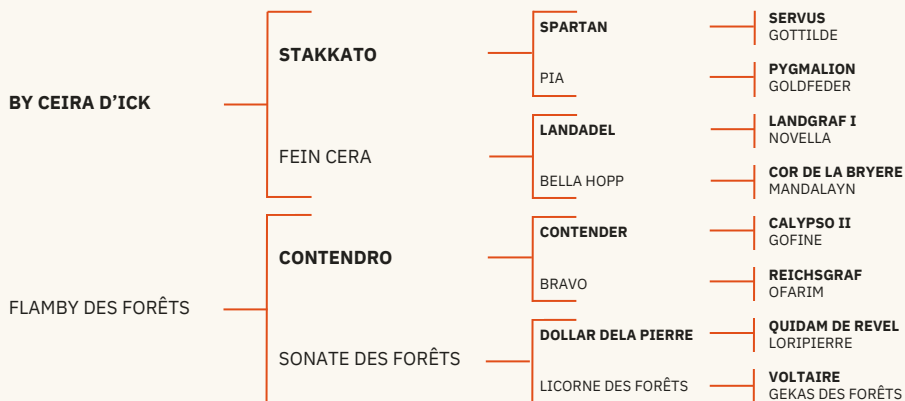 BY CEIRA D'ICK
FLAMBY DES FORÊTS
STAKKATO
FEIN CERA
CONTENDRO
SONATE DES FORÊTS
SPARTAN
PIA
LANDADEL
BELLA HOPP
CONTENDER
BRAVO
DOLLAR DELA PIERRE
LICORNE DES FORÊTS
SERVUS
GOTTILDE
PYGMALION
GOLDFEDER
LANDGRAF I
NOVELLA
COR DE LA BRYERE
MANDALAYN
CALYPSO II
GOFINE
REICHSGRAF
OFARIM
QUIDAM DE REVEL
LORIPIERRE
VOLTAIRE
GEKAS DES FORÊTS